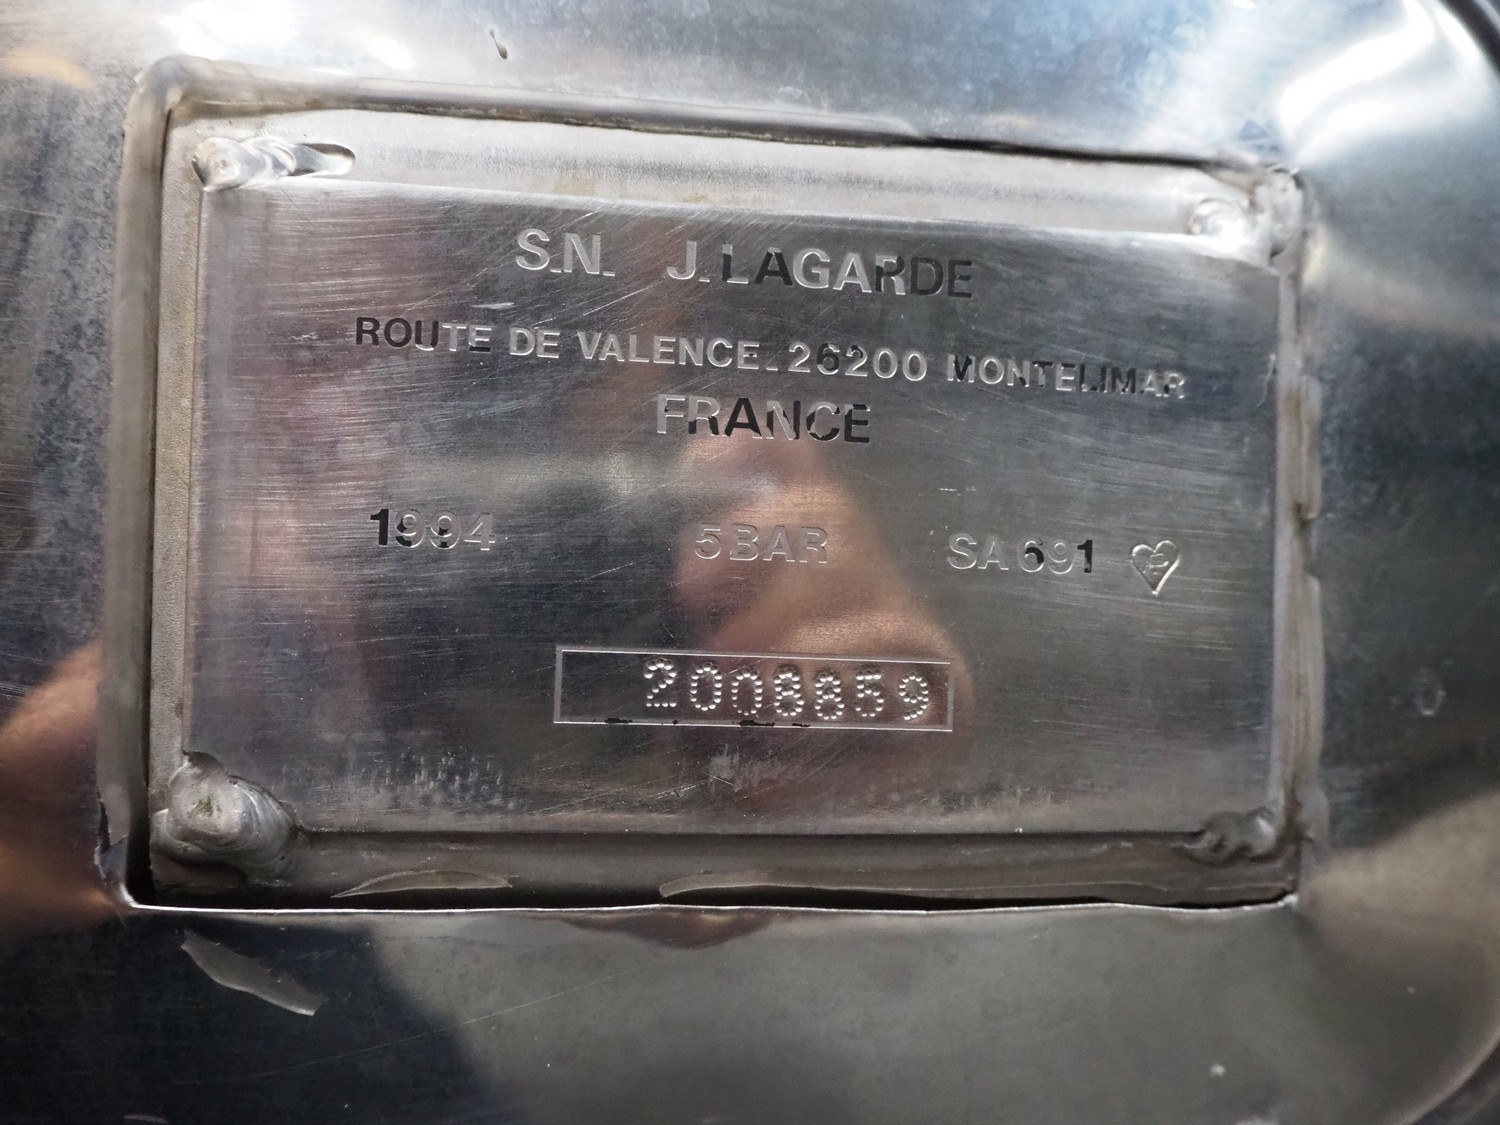 S.N. J.LAGARDE
ROUTE DE VALENCE.26200 MONTELIMAR
FRANCE
1994 5BAR SA691
2008859